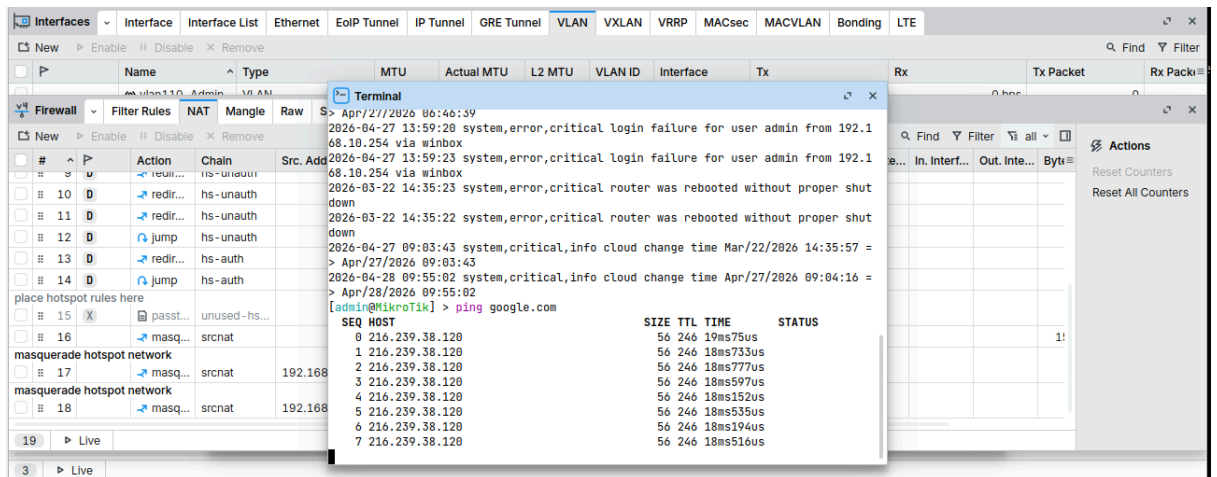 Interfaces Interface Interface List Ethernet EoIP Tunnel IP Tunnel GRE Tunnel VLAN VXLAN VRRP MACsec MACVLAN Bonding LTE
New Enable Disable Remove Find Filter
Name Type MTU Actual MTU L2 MTU VLAN ID Interface Tx Rx Tx Packet
vlan110 Admin VLAN 0 bps 0
Firewall Filter Rules NAT Mangle Raw
New Enable Disable Remove Find Filter all
# Action Chain Src. Add
9 D redir... hs-unauth
10 D redir... hs-unauth
11 D redir... hs-unauth
12 D jump hs-unauth
13 D redir... hs-auth
14 D jump hs-auth
place hotspot rules here
15 X passt... unused-hs...
16 masq... srcnat
masquerade hotspot network
17 masq... srcnat 192.168
masquerade hotspot network
18 masq... srcnat 192.168
19 Live
3 Live
In. Interf... Out. Inte...
Actions
Reset Counters
Reset All Counters
Terminal
> Apr/27/2026 06:46:39
2026-04-27 13:59:20 system,error,critical login failure for user admin from 192.1
68.10.254 via winbox
2026-04-27 13:59:23 system,error,critical login failure for user admin from 192.1
68.10.254 via winbox
2026-03-22 14:35:23 system,error,critical router was rebooted without proper shut
down
2026-03-22 14:35:22 system,error,critical router was rebooted without proper shut
down
2026-04-27 09:03:43 system,critical,info cloud change time Mar/22/2026 14:35:57 =
> Apr/27/2026 09:03:43
2026-04-28 09:55:02 system,critical,info cloud change time Apr/27/2026 09:04:16 =
> Apr/28/2026 09:55:02
[admin@MikroTik] > ping google.com
SEQ HOST SIZE TTL TIME STATUS
0 216.239.38.120 56 246 19ms75us
1 216.239.38.120 56 246 18ms733us
2 216.239.38.120 56 246 18ms777us
3 216.239.38.120 56 246 18ms597us
4 216.239.38.120 56 246 18ms152us
5 216.239.38.120 56 246 18ms535us
6 216.239.38.120 56 246 18ms194us
7 216.239.38.120 56 246 18ms516us